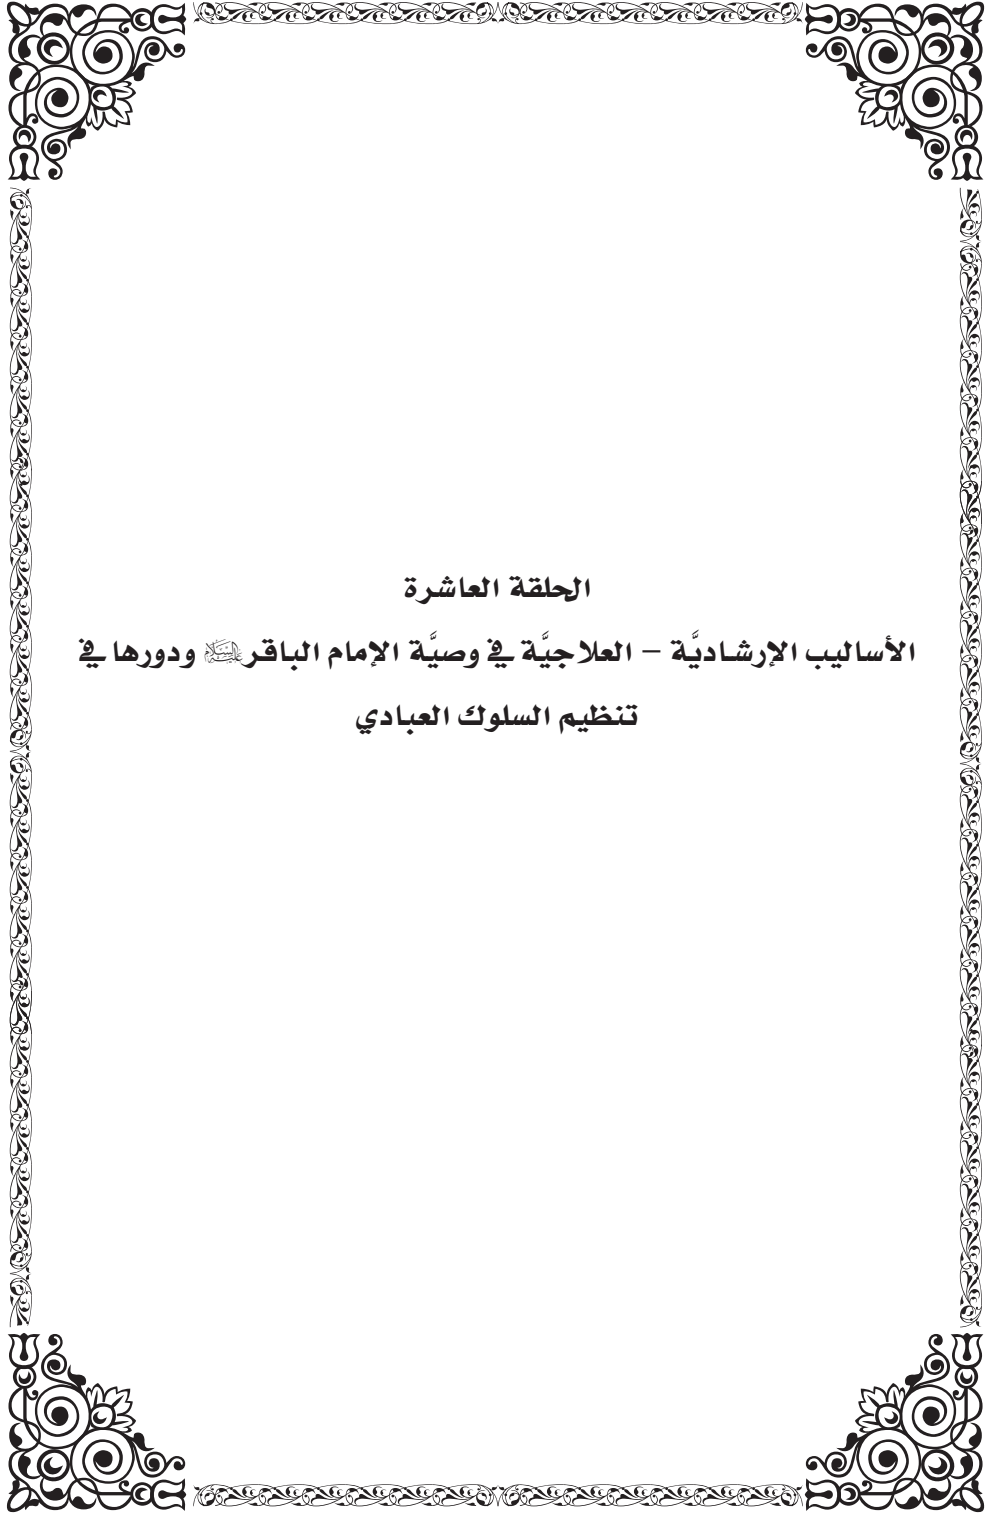 الحلقة العاشرة
الأساليب الإرشاديَّة – العلاجيَّة في وصيَّة الإمام الباقر عليه السلام ودورها في
تنظيم السلوك العبادي